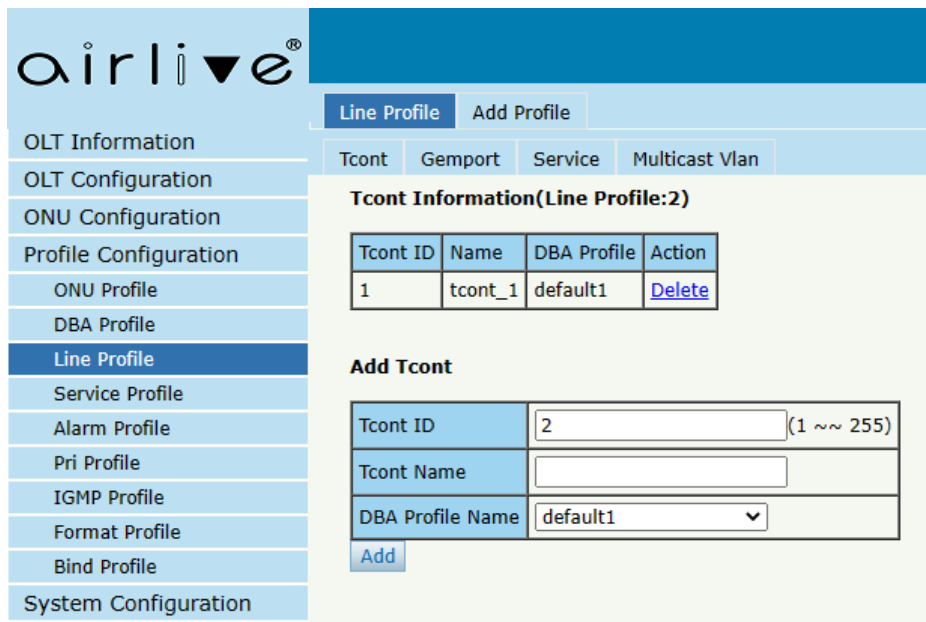 airlive®
OLT Information
OLT Configuration
ONU Configuration
Profile Configuration
ONU Profile
DBA Profile
Line Profile
Service Profile
Alarm Profile
Pri Profile
IGMP Profile
Format Profile
Bind Profile
System Configuration
Line Profile Add Profile
Tcont Gemport Service Multicast Vlan
Tcont Information(Line Profile:2)
Tcont ID Name DBA Profile Action
1 tcont_1 default1 Delete
Add Tcont
Tcont ID 2 (1 ~~ 255)
Tcont Name
DBA Profile Name default1
Add